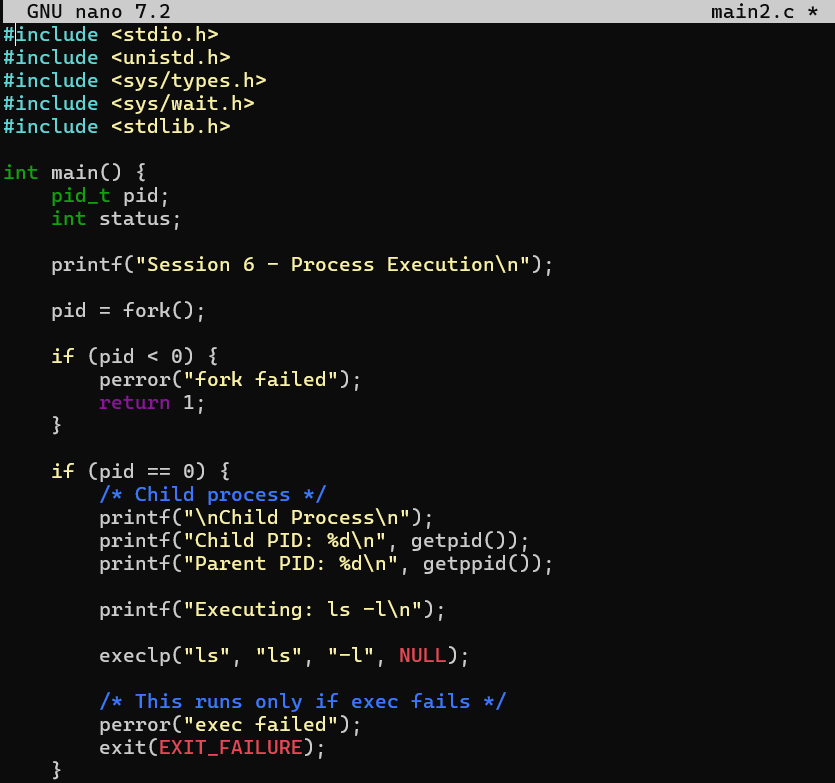 GNU nano 7.2 main2.c *
#include <stdio.h>
#include <unistd.h>
#include <sys/types.h>
#include <sys/wait.h>
#include <stdlib.h>
int main() {
pid_t pid;
int status;
printf("Session 6 - Process Execution\n");
pid = fork();
if (pid < 0) {
perror("fork failed");
return 1;
}
if (pid == 0) {
/* Child process */
printf("\nChild Process\n");
printf("Child PID: %d\n", getpid());
printf("Parent PID: %d\n", getppid());
printf("Executing: ls -l\n");
execlp("ls", "ls", "-l", NULL);
/* This runs only if exec fails */
perror("exec failed");
exit(EXIT_FAILURE);
}